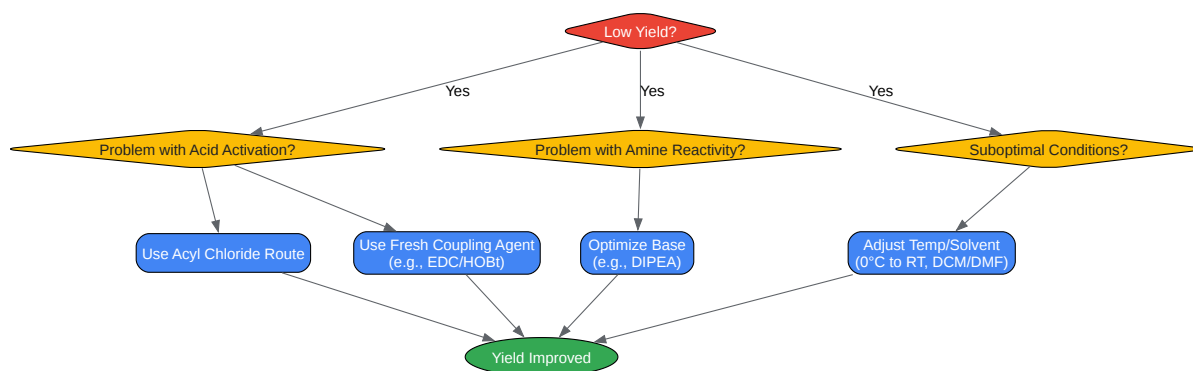 Low Yield?
Yes
Yes
Yes
Problem with Acid Activation?
Problem with Amine Reactivity?
Suboptimal Conditions?
Use Acyl Chloride Route
Use Fresh Coupling Agent
(e.g., EDC/HOBt)
Optimize Base
(e.g., DIPEA)
Adjust Temp/Solvent
(0°C to RT, DCM/DMF)
Yield Improved